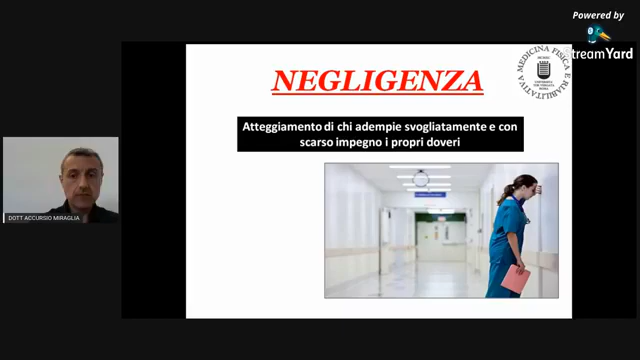 Powered by
StreamYard
NEGLIGENZA
MEDICINA FISICA E RIABILITATIVA
Atteggiamento di chi adempie svogliatamente e con
scarso impegno i propri doveri
DOTT ACCURSIO MIRAGLIA